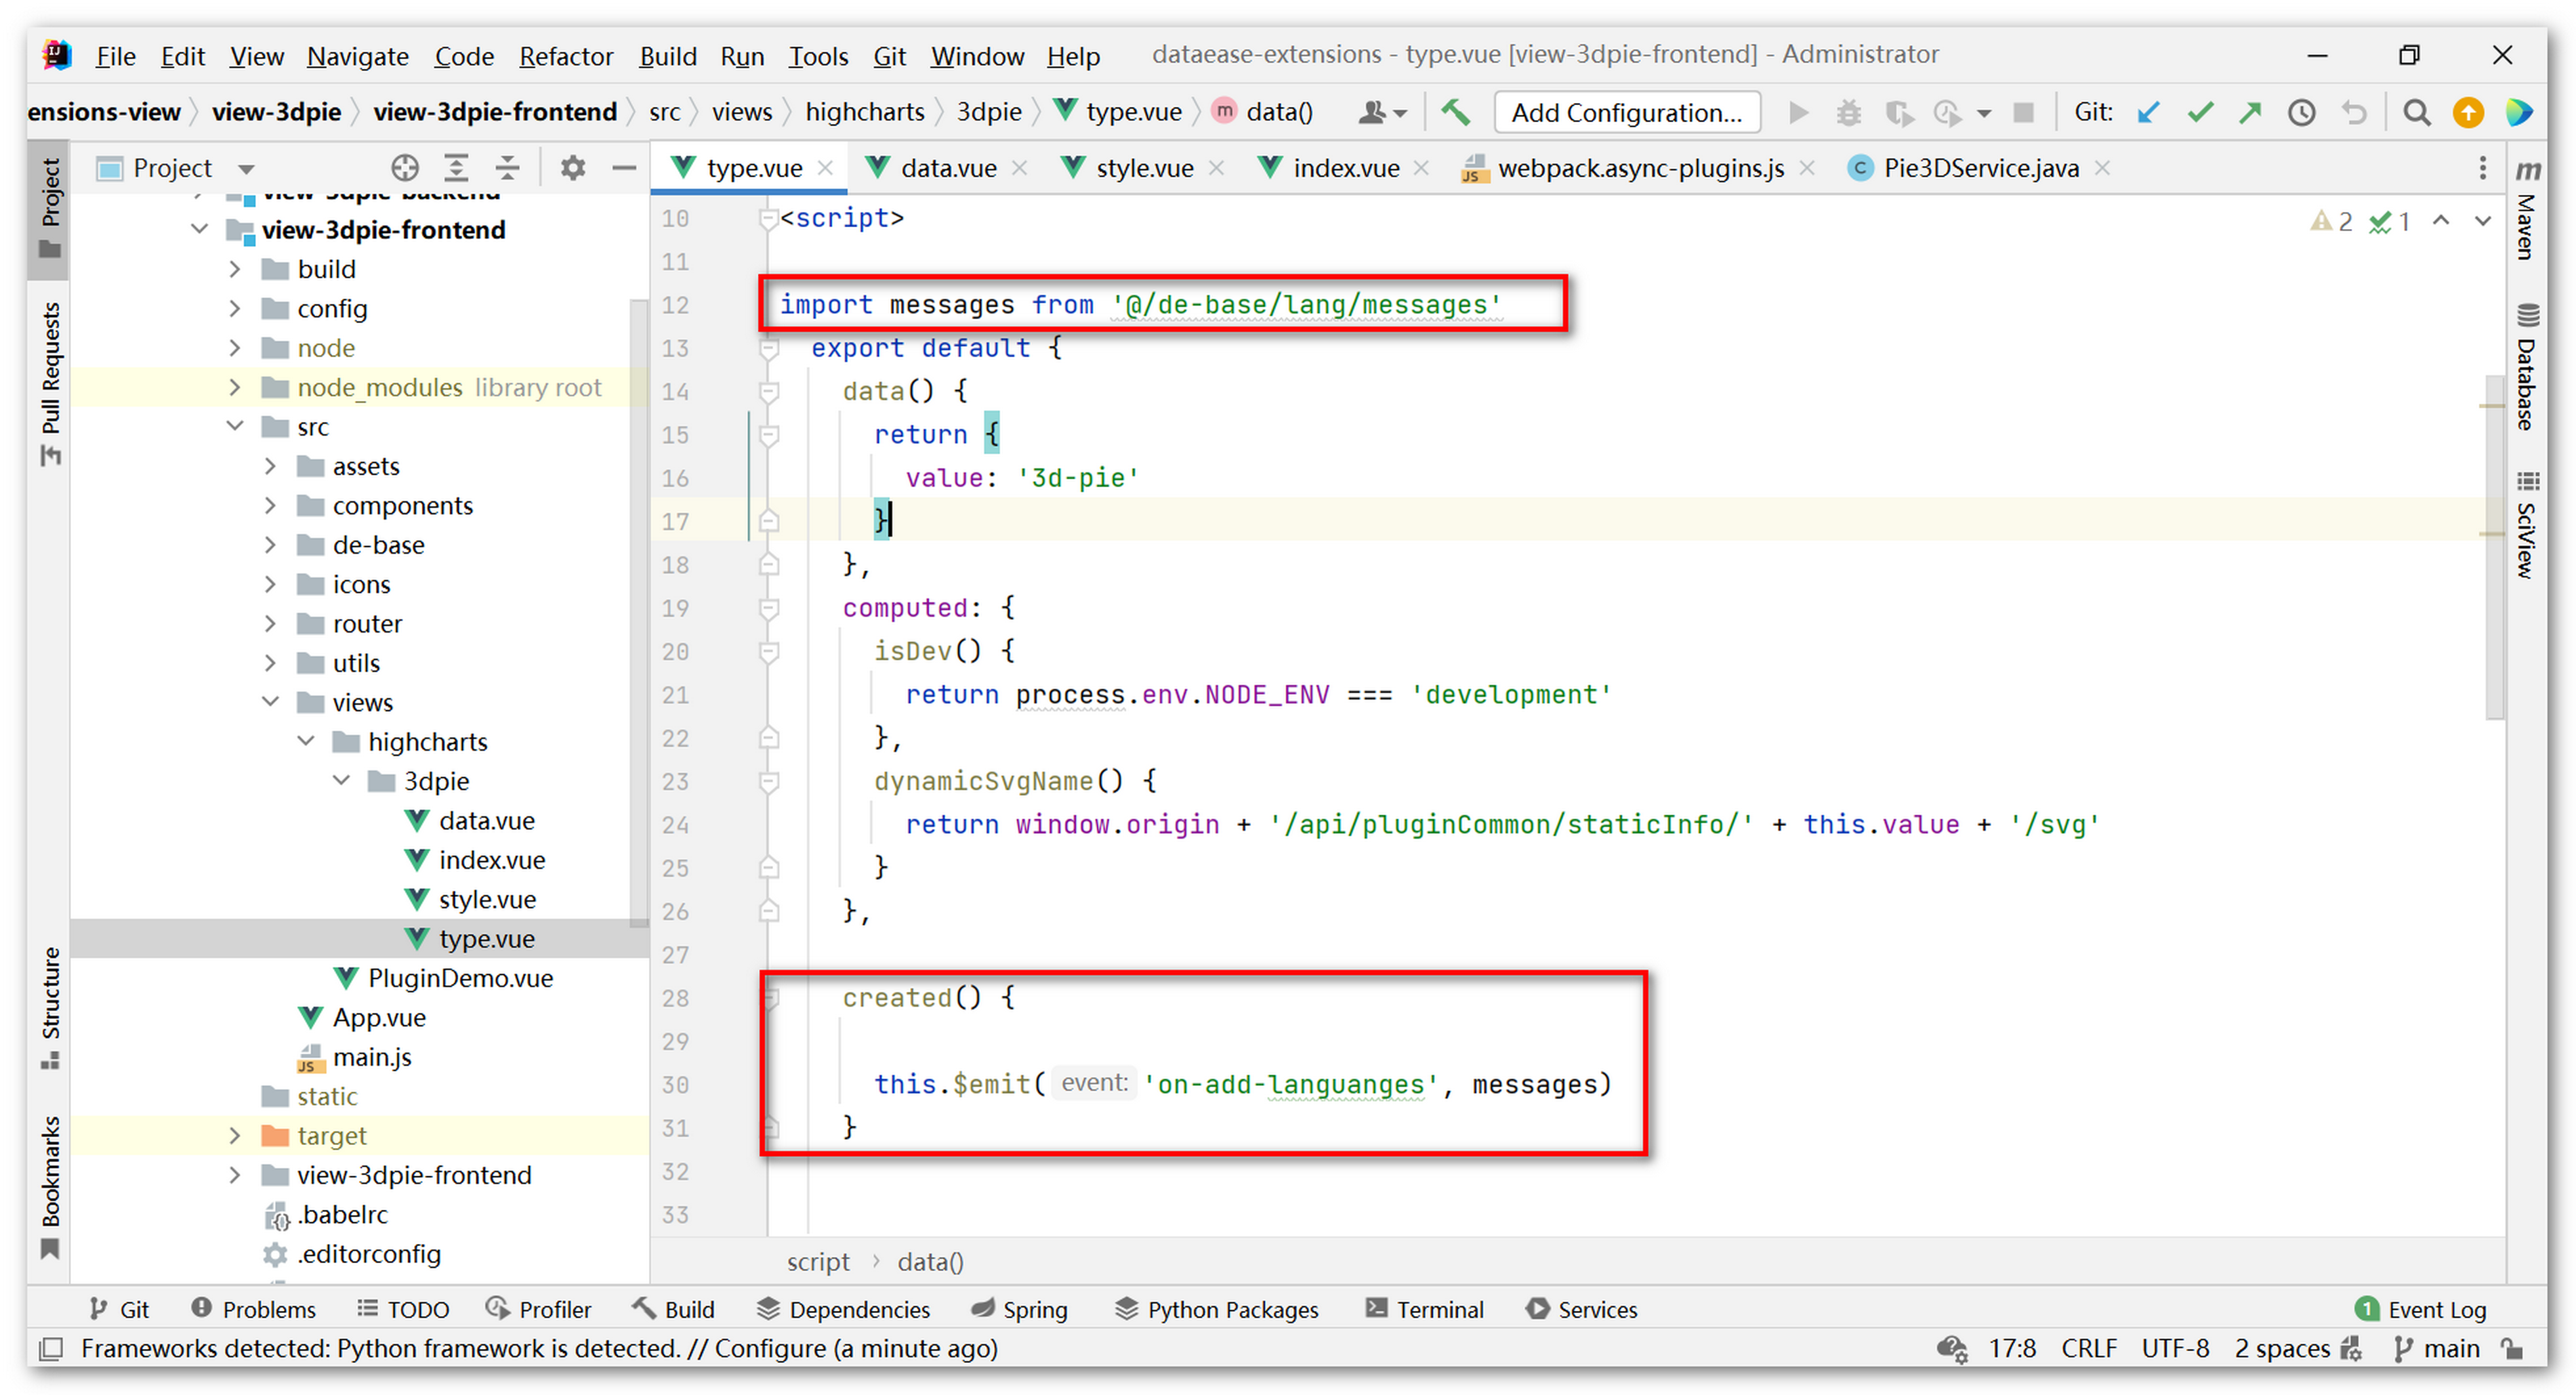 File Edit View Navigate Code Refactor Build Run Tools Git Window Help dataease-extensions - type.vue [view-3dpie-frontend] - Administrator
ensions-view view-3dpie view-3dpie-frontend src views highcharts 3dpie type.vue m data() Add Configuration... Git:
Project
type.vue data.vue style.vue index.vue JS webpack.async-plugins.js C Pie3DService.java
Project
Pull Requests
Structure
Bookmarks
view-3dpie-backend
view-3dpie-frontend
build
config
node
node_modules library root
src
assets
components
de-base
icons
router
utils
views
highcharts
3dpie
data.vue
index.vue
style.vue
type.vue
PluginDemo.vue
App.vue
JS main.js
static
target
view-3dpie-frontend
.babelrc
.editorconfig
2 1
10 <script>
11
12 import messages from '@/de-base/lang/messages'
13 export default {
14 data() {
15 return {
16 value: '3d-pie'
17 }
18 },
19 computed: {
20 isDev() {
21 return process.env.NODE_ENV === 'development'
22 },
23 dynamicSvgName() {
24 return window.origin + '/api/pluginCommon/staticInfo/' + this.value + '/svg'
25 }
26 },
27
28 created() {
29
30 this.$emit( event: 'on-add-languanges', messages)
31 }
32
33
script data()
m Maven
Database
SciView
Git Problems TODO Profiler Build Dependencies Spring Python Packages Terminal Services 1 Event Log
Frameworks detected: Python framework is detected. // Configure (a minute ago) 17:8 CRLF UTF-8 2 spaces main